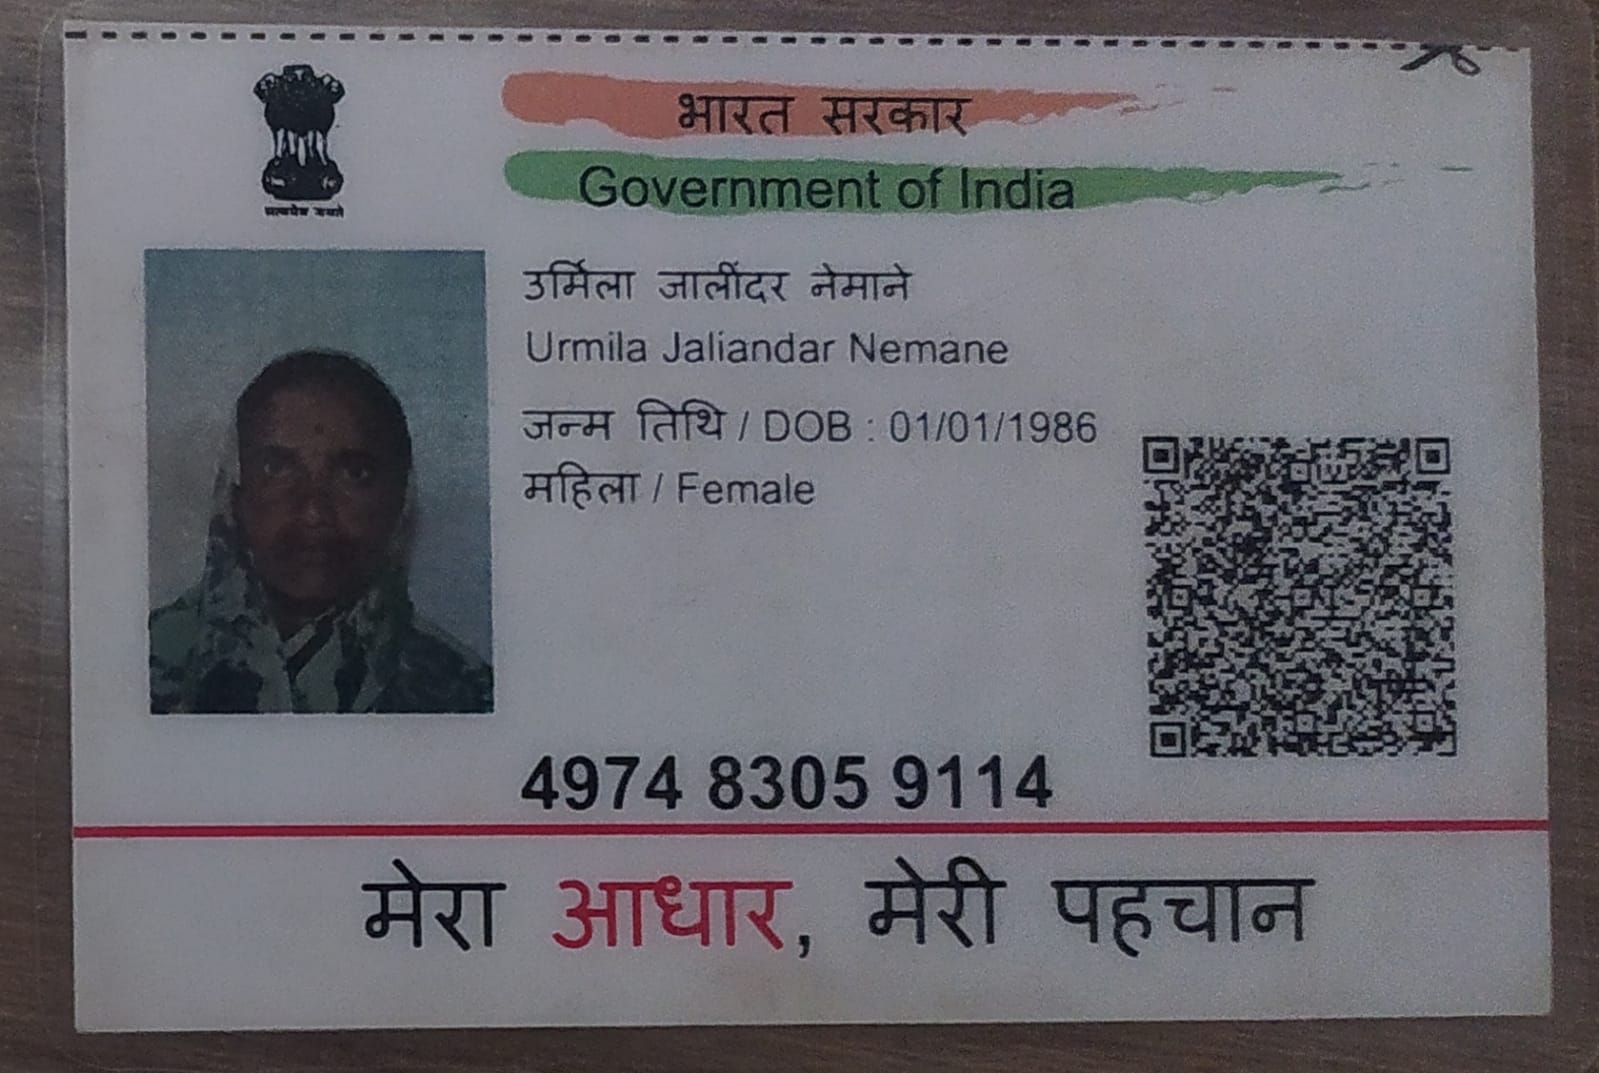 भारत सरकार
Government of India
सत्यमेव जयते
उर्मिला जालींदर नेमाने
Urmila Jaliandar Nemane
जन्म तिथि / DOB : 01/01/1986
महिला / Female
4974 8305 9114
मेरा आधार, मेरी पहचान